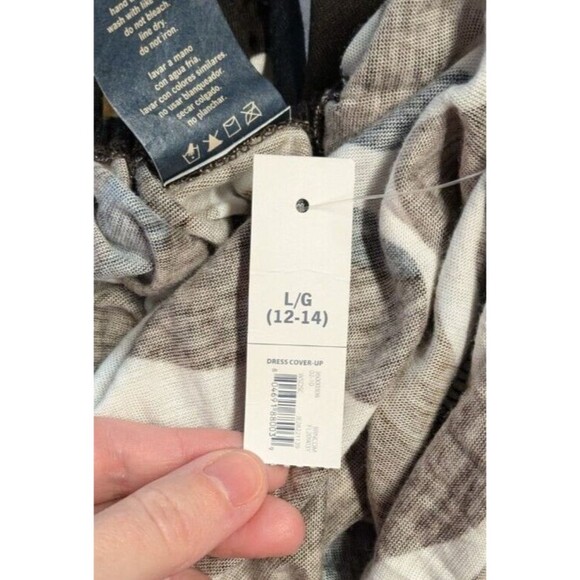 hand
wash with like
do not bleach.
line dry.
do not iron.
lavar a mano
con agua fría.
lavar con colores similares.
no usar blanqueador.
secar colgado.
no planchar.
L/G
(12-14)
DRESS COVER-UP